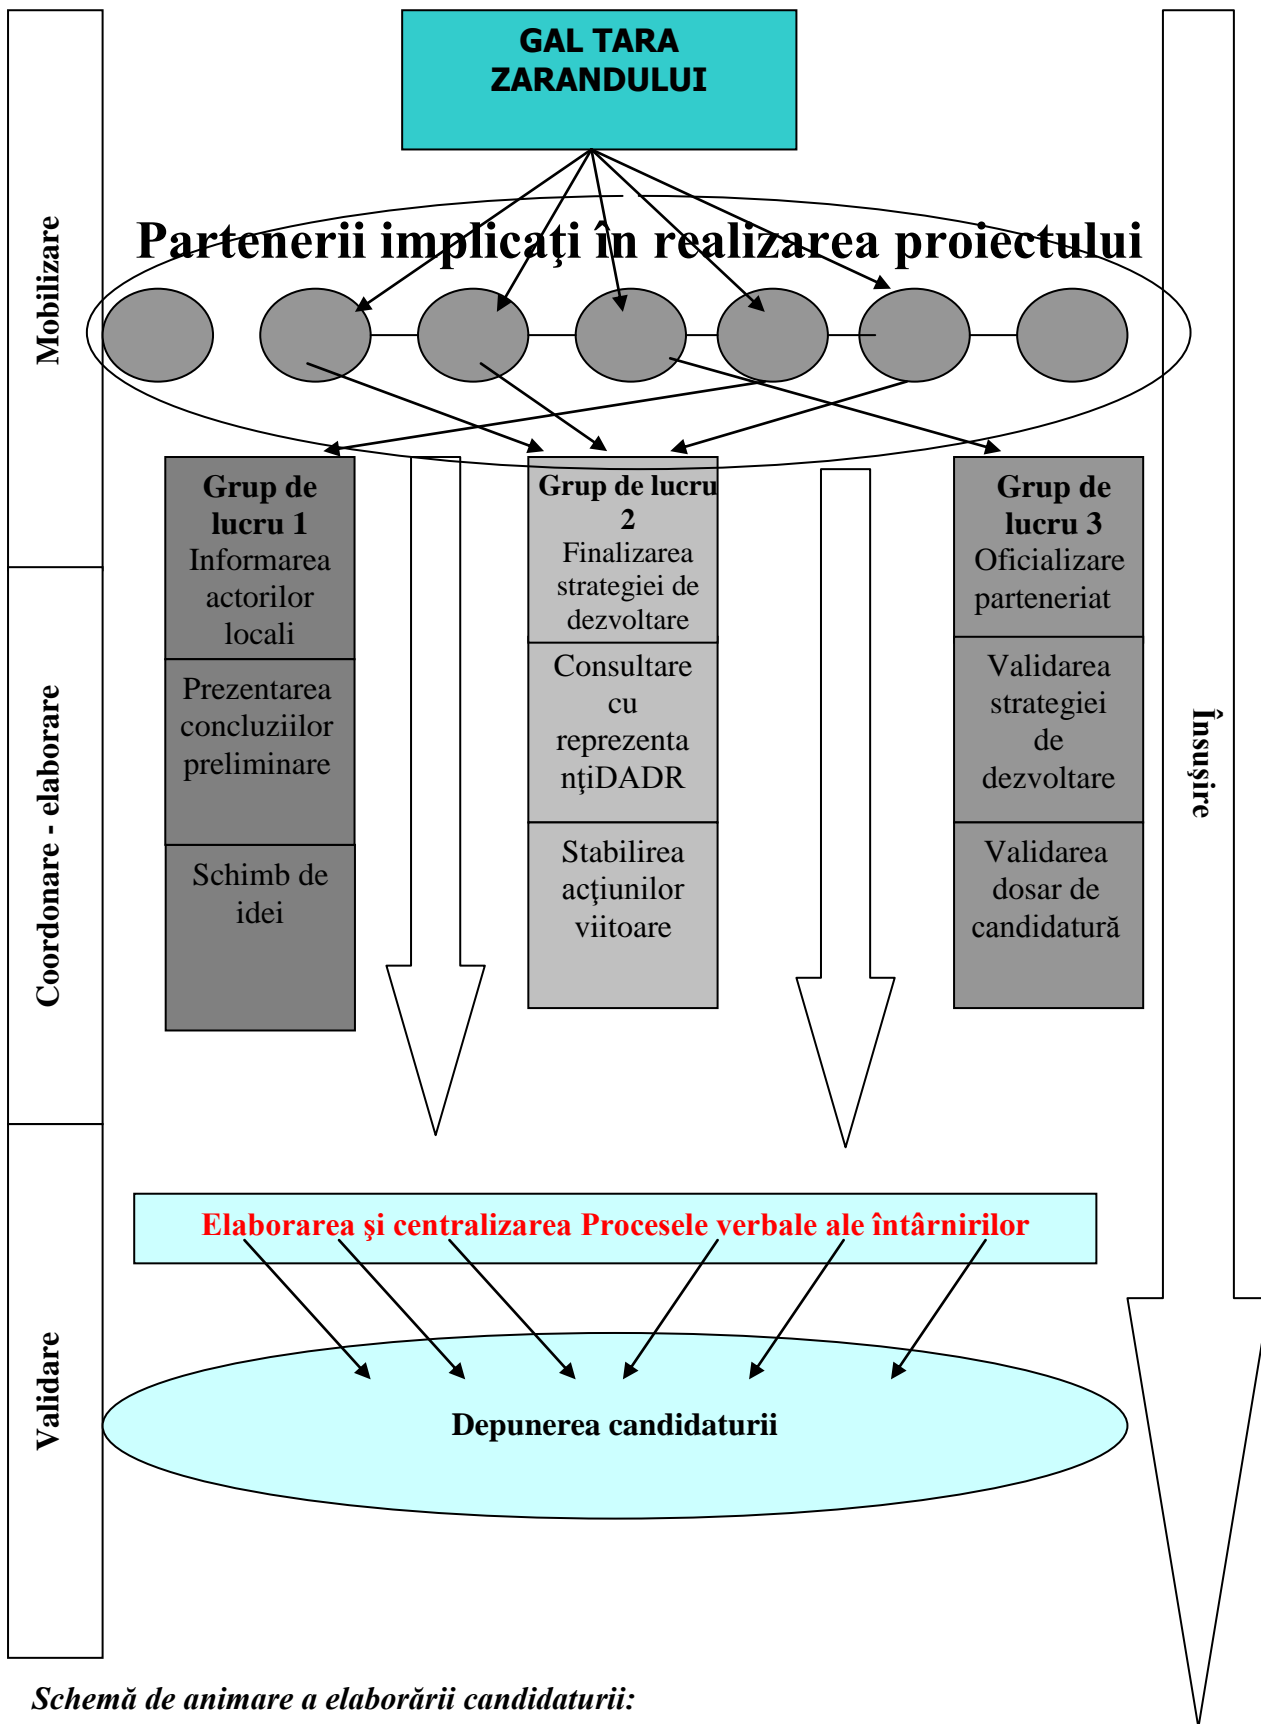 GAL TARA
ZARANDULUI
Mobilizare
Partenerii implicaţi în realizarea proiectului
Grup de
lucru 1
Informarea
actorilor
locali
Prezentarea
concluziilor
preliminare
Schimb de
idei
Grup de lucru
2
Finalizarea
strategiei de
dezvoltare
Consultare
cu
reprezenta
nţiDADR
Stabilirea
acţiunilor
viitoare
Grup de
lucru 3
Oficializare
parteneriat
Validarea
strategiei
de
dezvoltare
Validarea
dosar de
candidatură
Coordonare - elaborare
Însuşire
Elaborarea şi centralizarea Procesele verbale ale întârnirilor
Validare
Depunerea candidaturii
Schemă de animare a elaborării candidaturii: